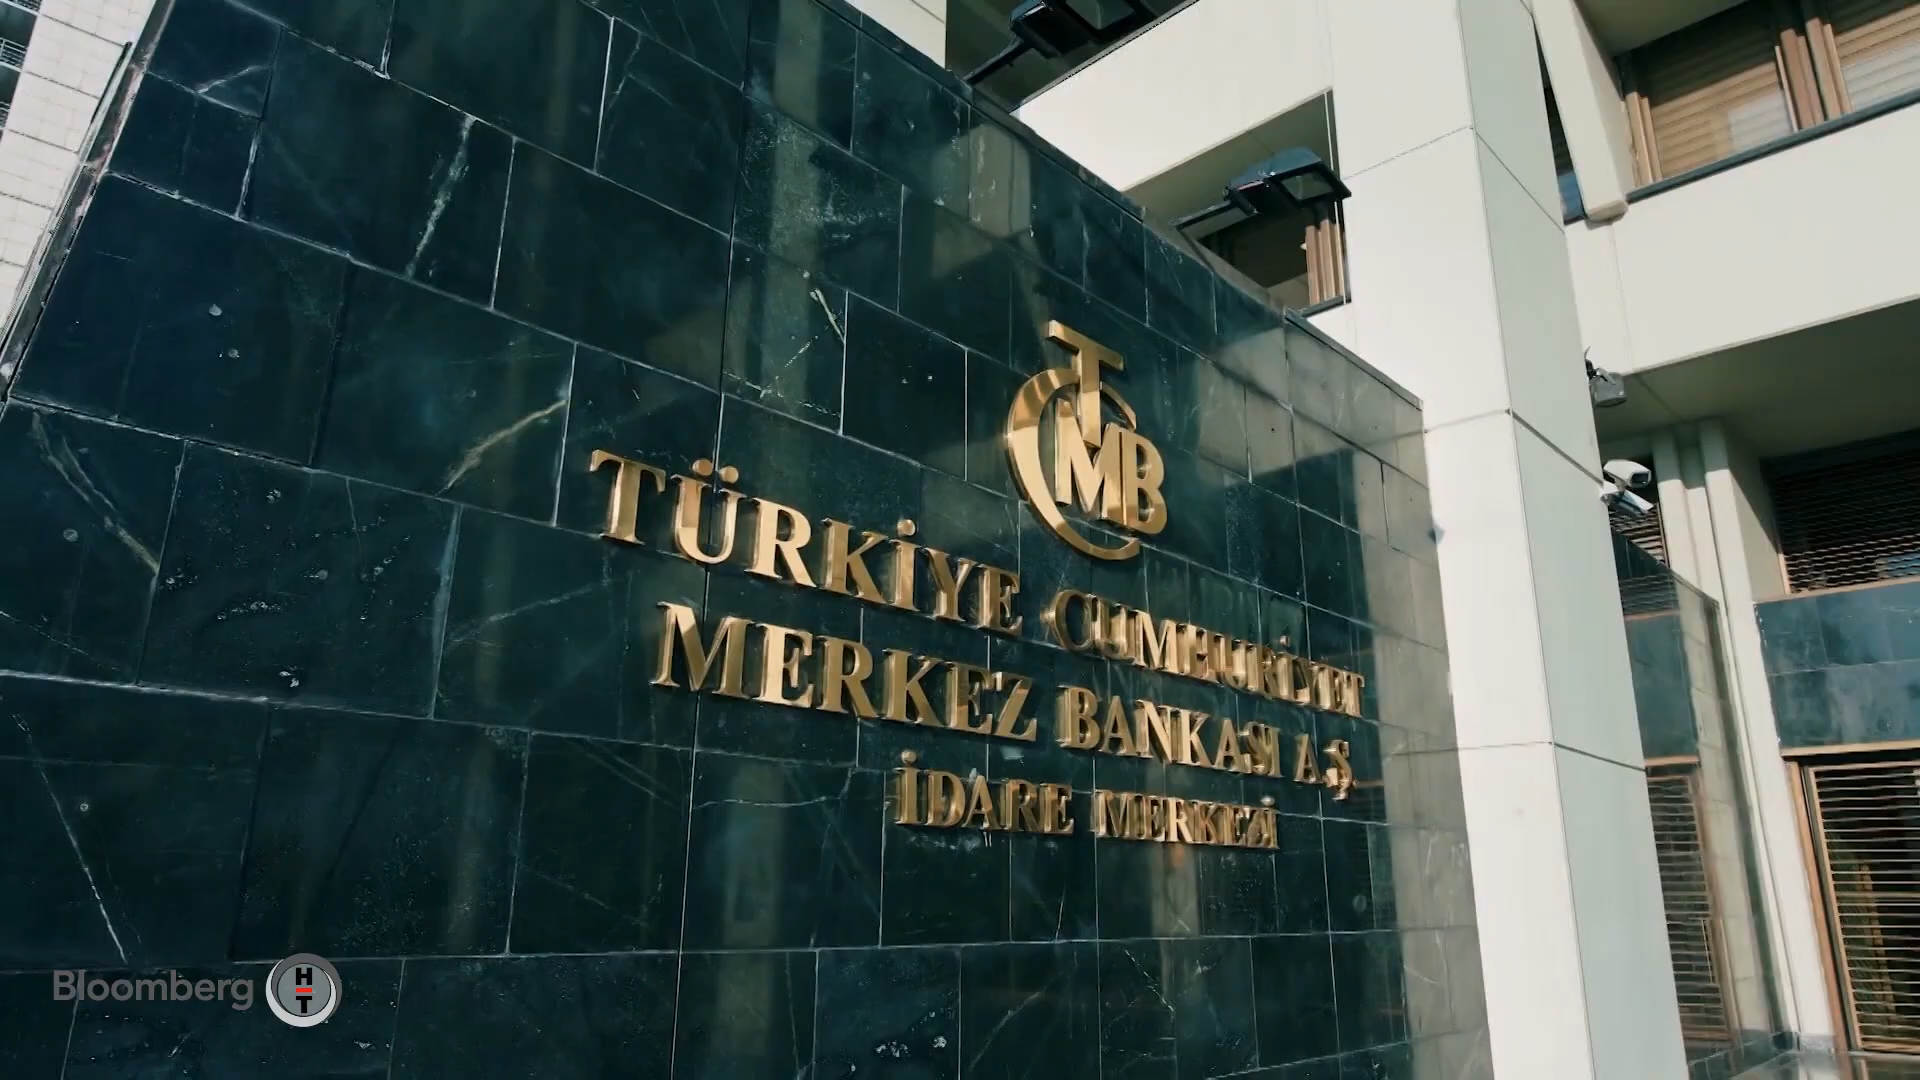 TCMB
TÜRKİYE CUMHURİYET
MERKEZ BANKASI A.Ş.
İDARE MERKEZİ
Bloomberg HT